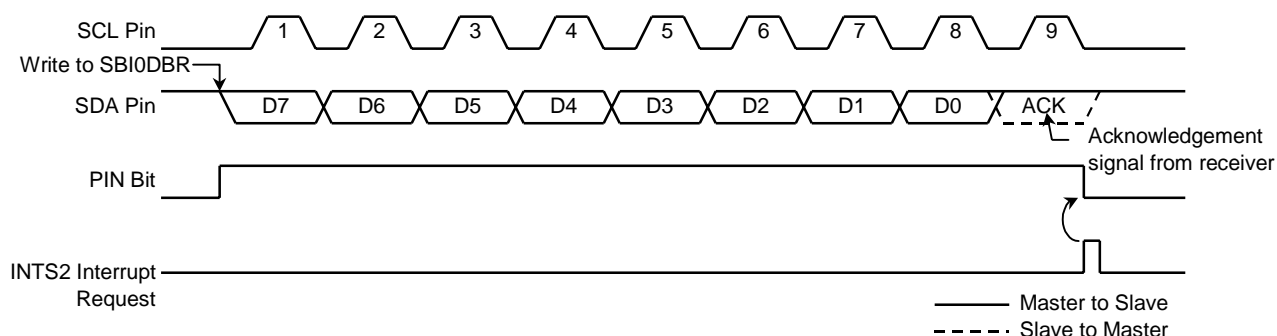 SCL Pin 1 2 3 4 5 6 7 8 9
Write to SBI0DBR
SDA Pin D7 D6 D5 D4 D3 D2 D1 D0 ACK
Acknowledgement
signal from receiver
PIN Bit
INTS2 Interrupt
Request
Master to Slave
Slave to Master